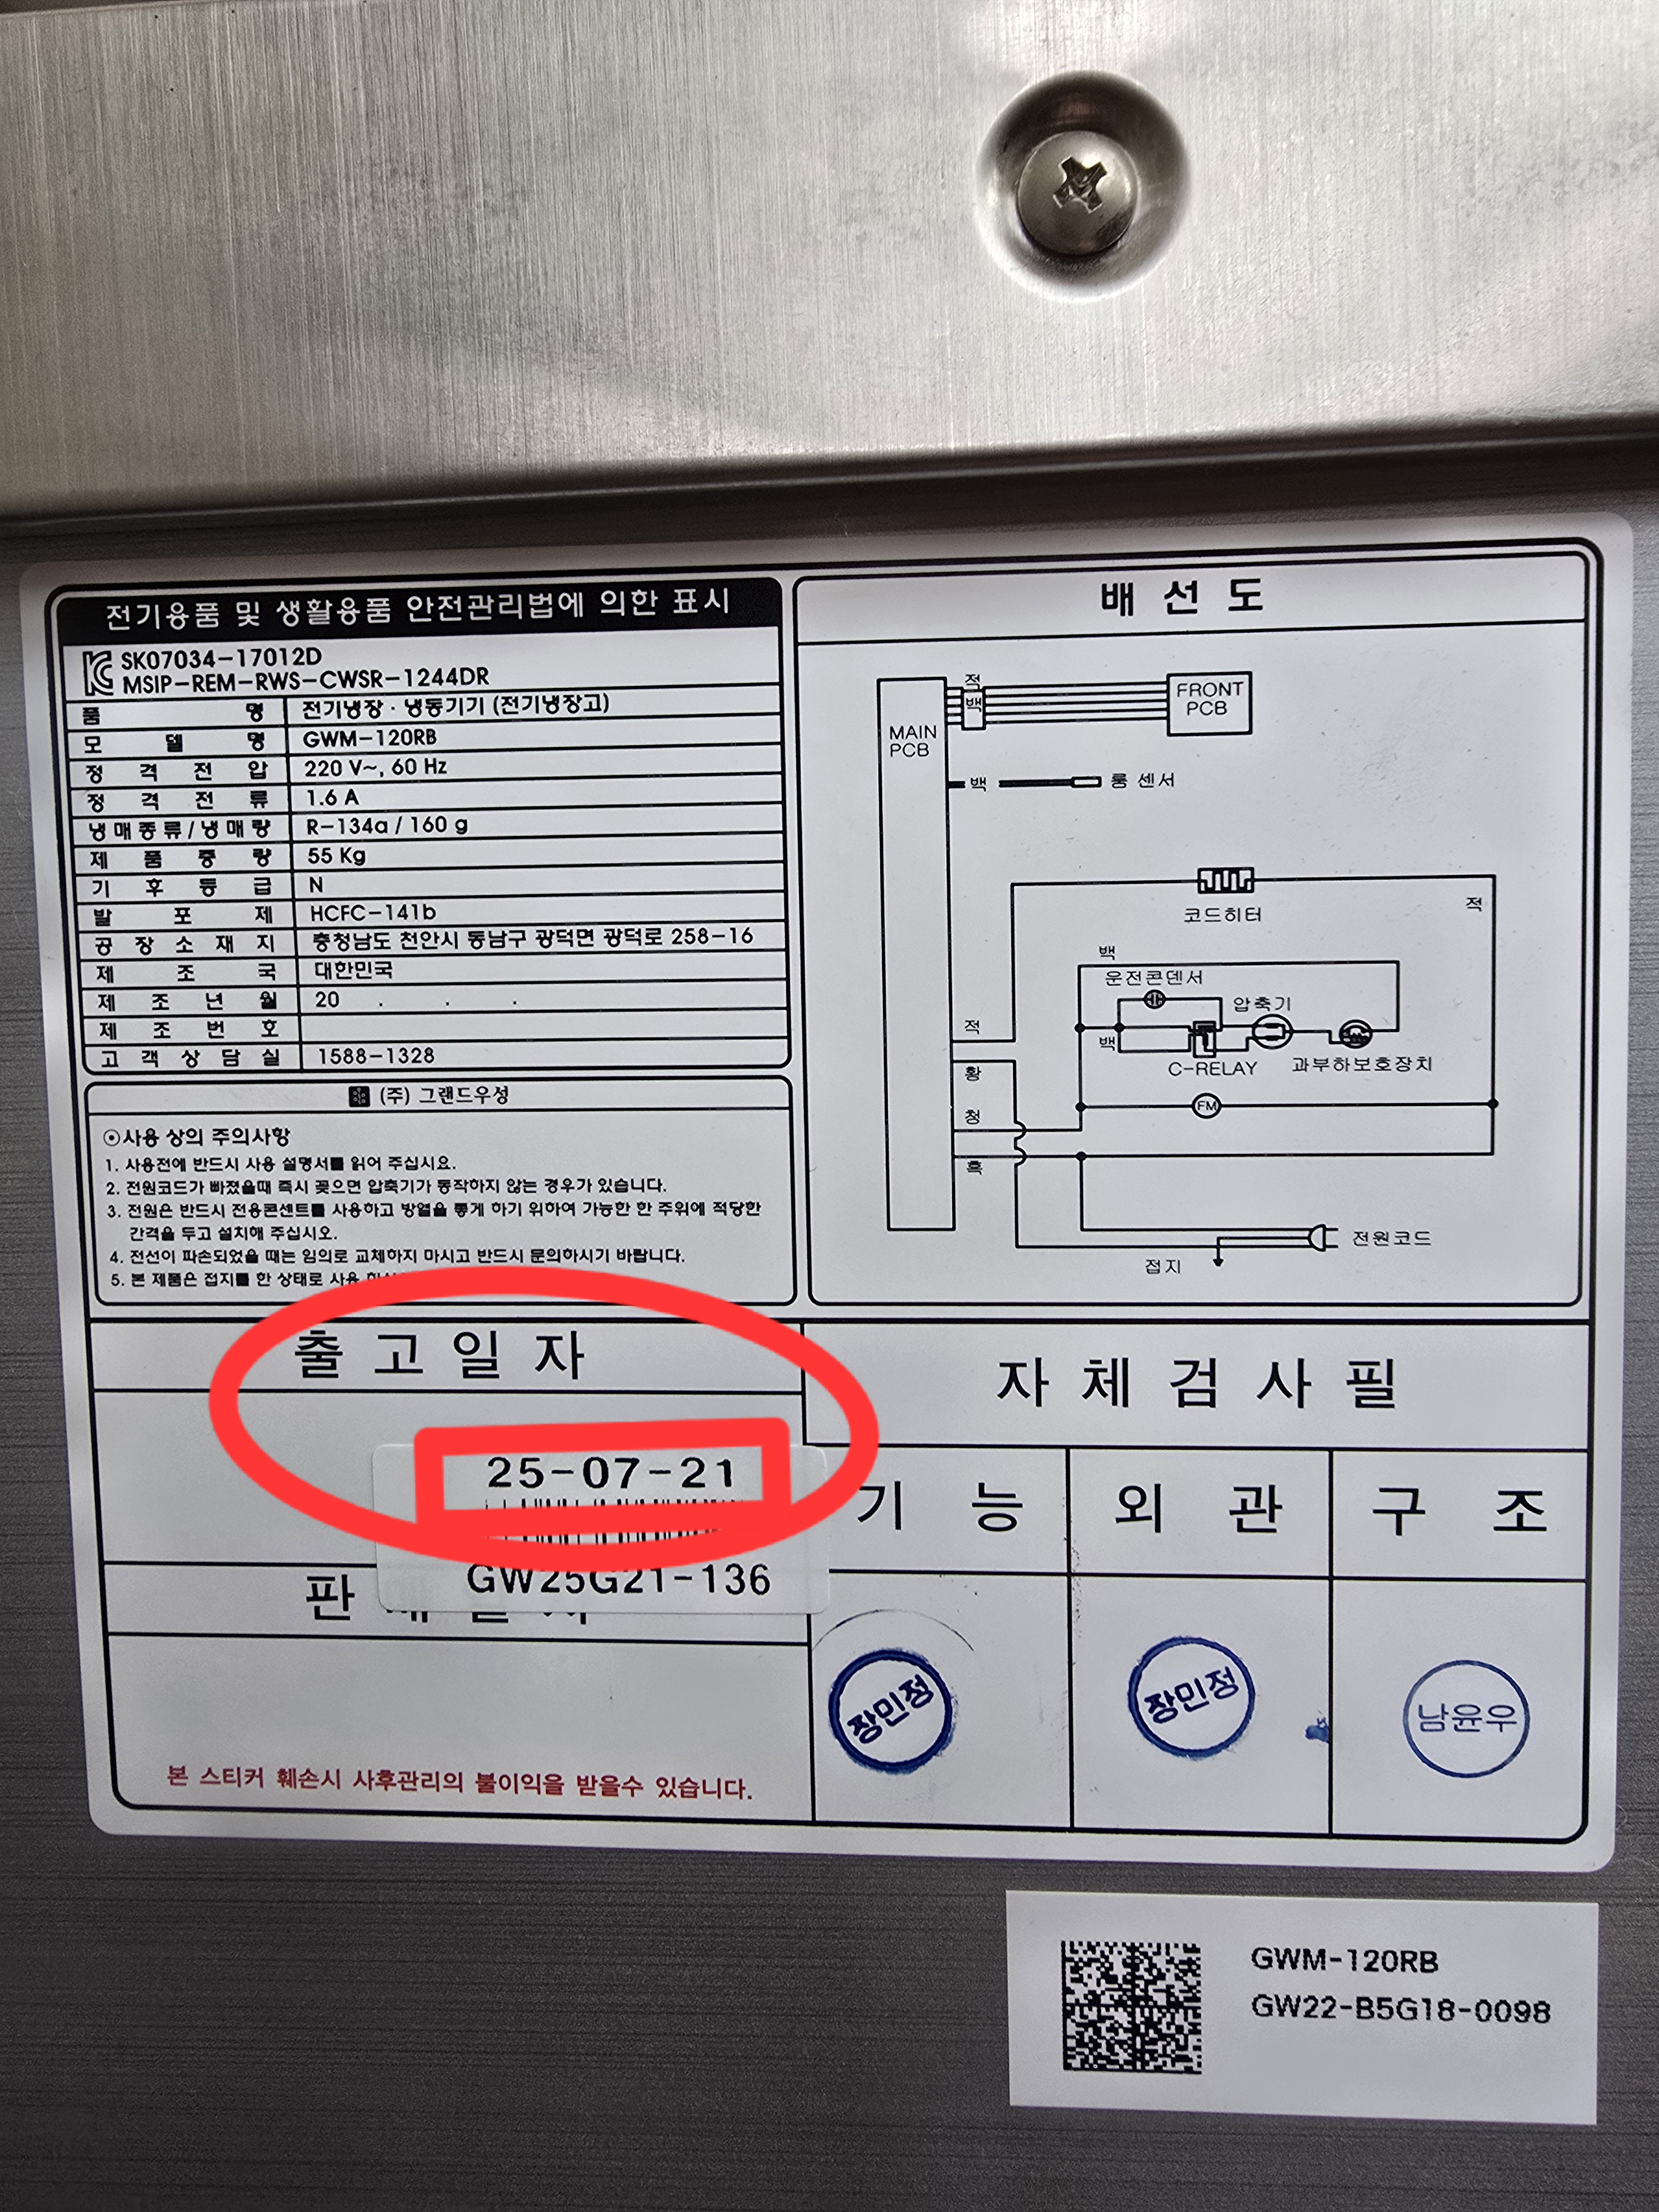 전기용품 및 생활용품 안전관리법에 의한 표시
SK07034-17012D
MSIP-REM-RWS-CWSR-1244DR
품명 전기냉장·냉동기기 (전기냉장고)
모델명 GWM-120RB
정격전압 220 V~, 60 Hz
정격전류 1.6 A
냉매종류/냉매량 R-134a / 160 g
제품중량 55 Kg
기후등급 N
발포제 HCFC-141b
공장소재지 충청남도 천안시 동남구 광덕면 광덕로 258-16
제조국 대한민국
제조년월 20 . . .
제조번호
고객상담실 1588-1328
(주) 그랜드우성
⊙사용 상의 주의사항
1. 사용전에 반드시 사용 설명서를 읽어 주십시요.
2. 전원코드가 빠졌을때 즉시 꽂으면 압축기가 동작하지 않는 경우가 있습니다.
3. 전원은 반드시 전용콘센트를 사용하고 방열을 좋게 하기 위하여 가능한 한 주위에 적당한
간격을 두고 설치해 주십시오.
4. 전선이 파손되었을 때는 임의로 교체하지 마시고 반드시 문의하시기 바랍니다.
5. 본 제품은 접지를 한 상태로 사용
배선도
적
백
FRONT
PCB
MAIN
PCB
백
룸 센서
코드히터
적
백
운전콘덴서
압축기
적
백
C-RELAY
과부하보호장치
황
청
FM
흑
전원코드
접지
출고일자
25-07-21
GW25G21-136
판
본 스티커 훼손시 사후관리의 불이익을 받을수 있습니다.
자체검사필
기능 외관 구조
장민정 장민정 남윤우
GWM-120RB
GW22-B5G18-0098